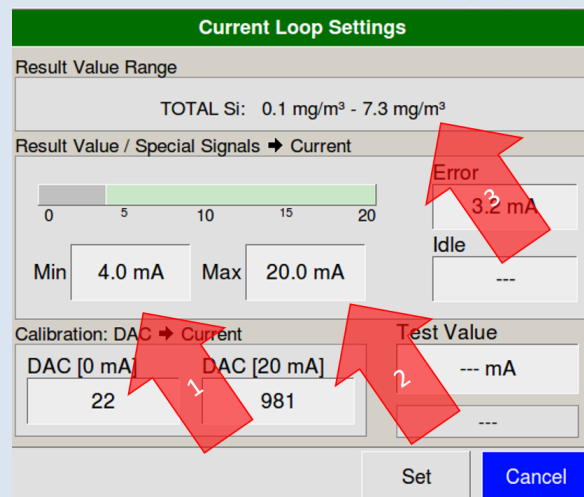 Current Loop Settings
Result Value Range
TOTAL Si: 0.1 mg/m³ - 7.3 mg/m³
Result Value / Special Signals ➔ Current
Error
3.2 mA
3
0 5 10 15 20
Idle
Min 4.0 mA Max 20.0 mA
---
Calibration: DAC ➔ Current
Test Value
DAC [0 mA] DAC [20 mA]
--- mA
22 981
1
2
---
Set Cancel